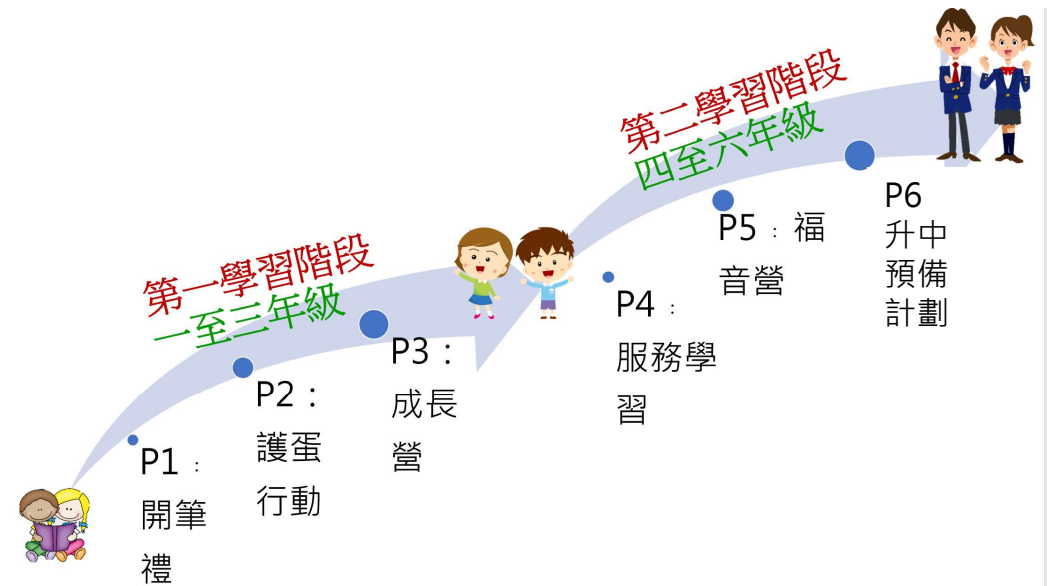 第一學習階段
一至三年級
P1：
開筆
禮
P2：
護蛋
行動
P3：
成長
營
第二學習階段
四至六年級
P4：
服務學
習
P5：福
音營
P6
升中
預備
計劃